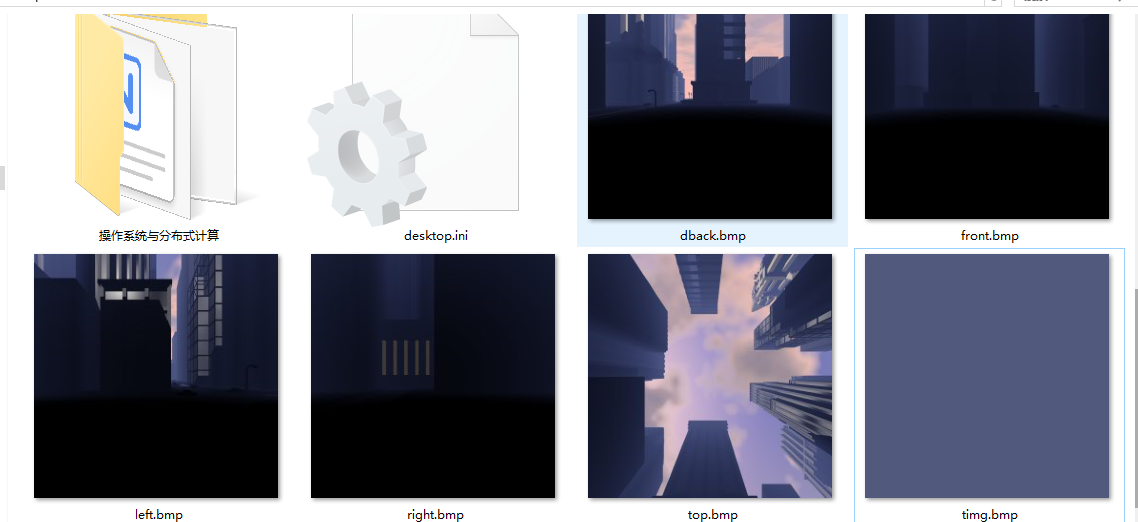 操作系统与分布式计算
desktop.ini
dback.bmp
front.bmp
left.bmp
right.bmp
top.bmp
timg.bmp